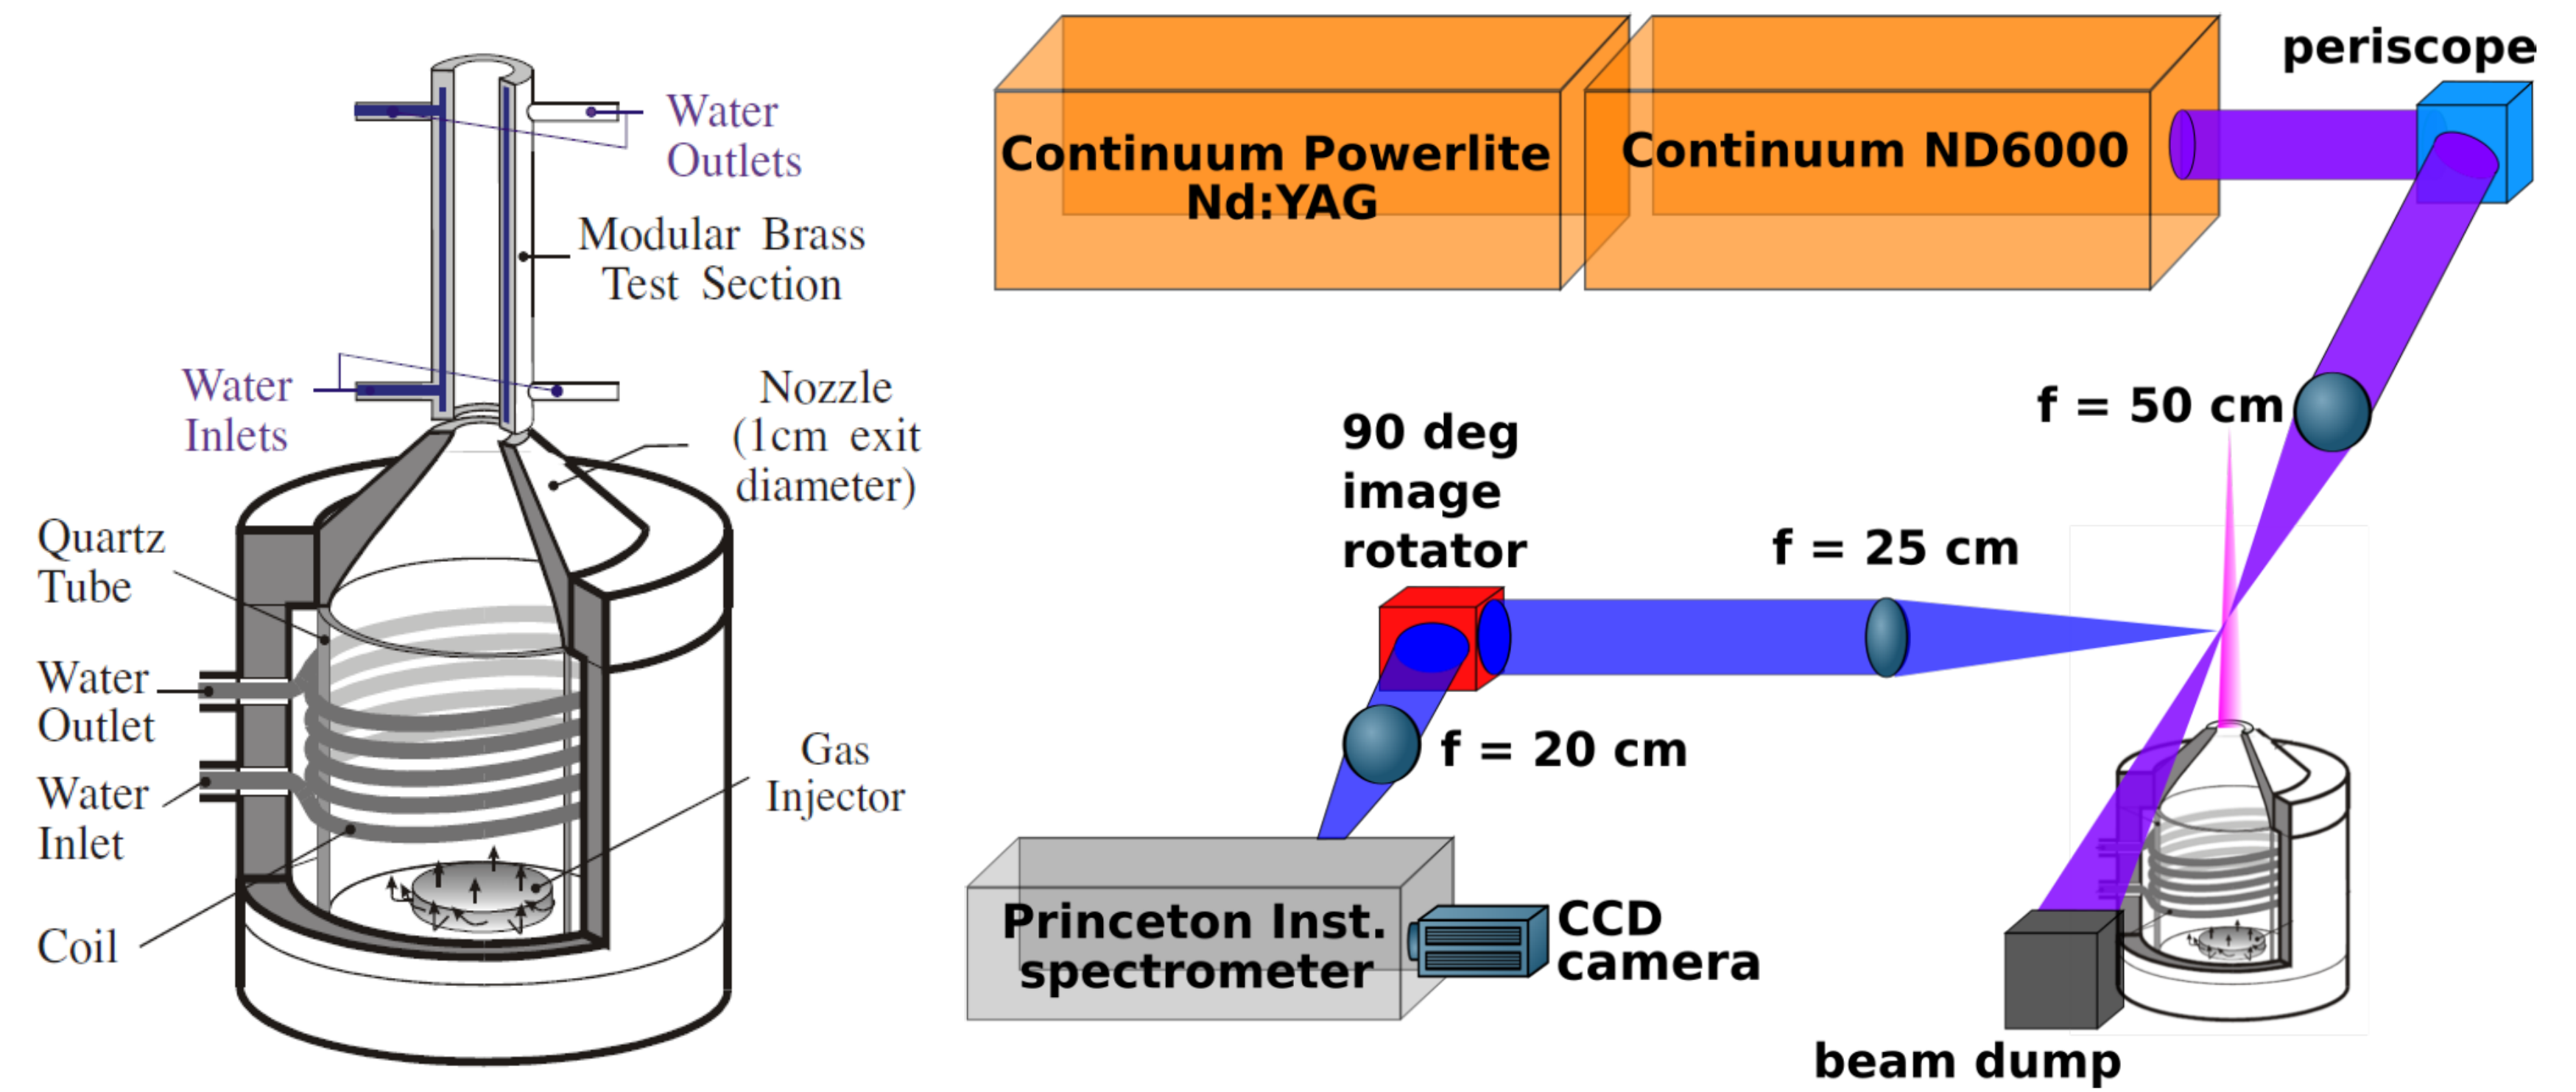 Water
Outlets
Modular Brass
Test Section
Water
Inlets
Nozzle
(1cm exit
diameter)
Quartz
Tube
Water
Outlet
Water
Inlet
Coil
Gas
Injector
Continuum Powerlite
Nd:YAG
Continuum ND6000
periscope
f = 50 cm
90 deg
image
rotator
f = 25 cm
f = 20 cm
Princeton Inst.
spectrometer
CCD
camera
beam dump